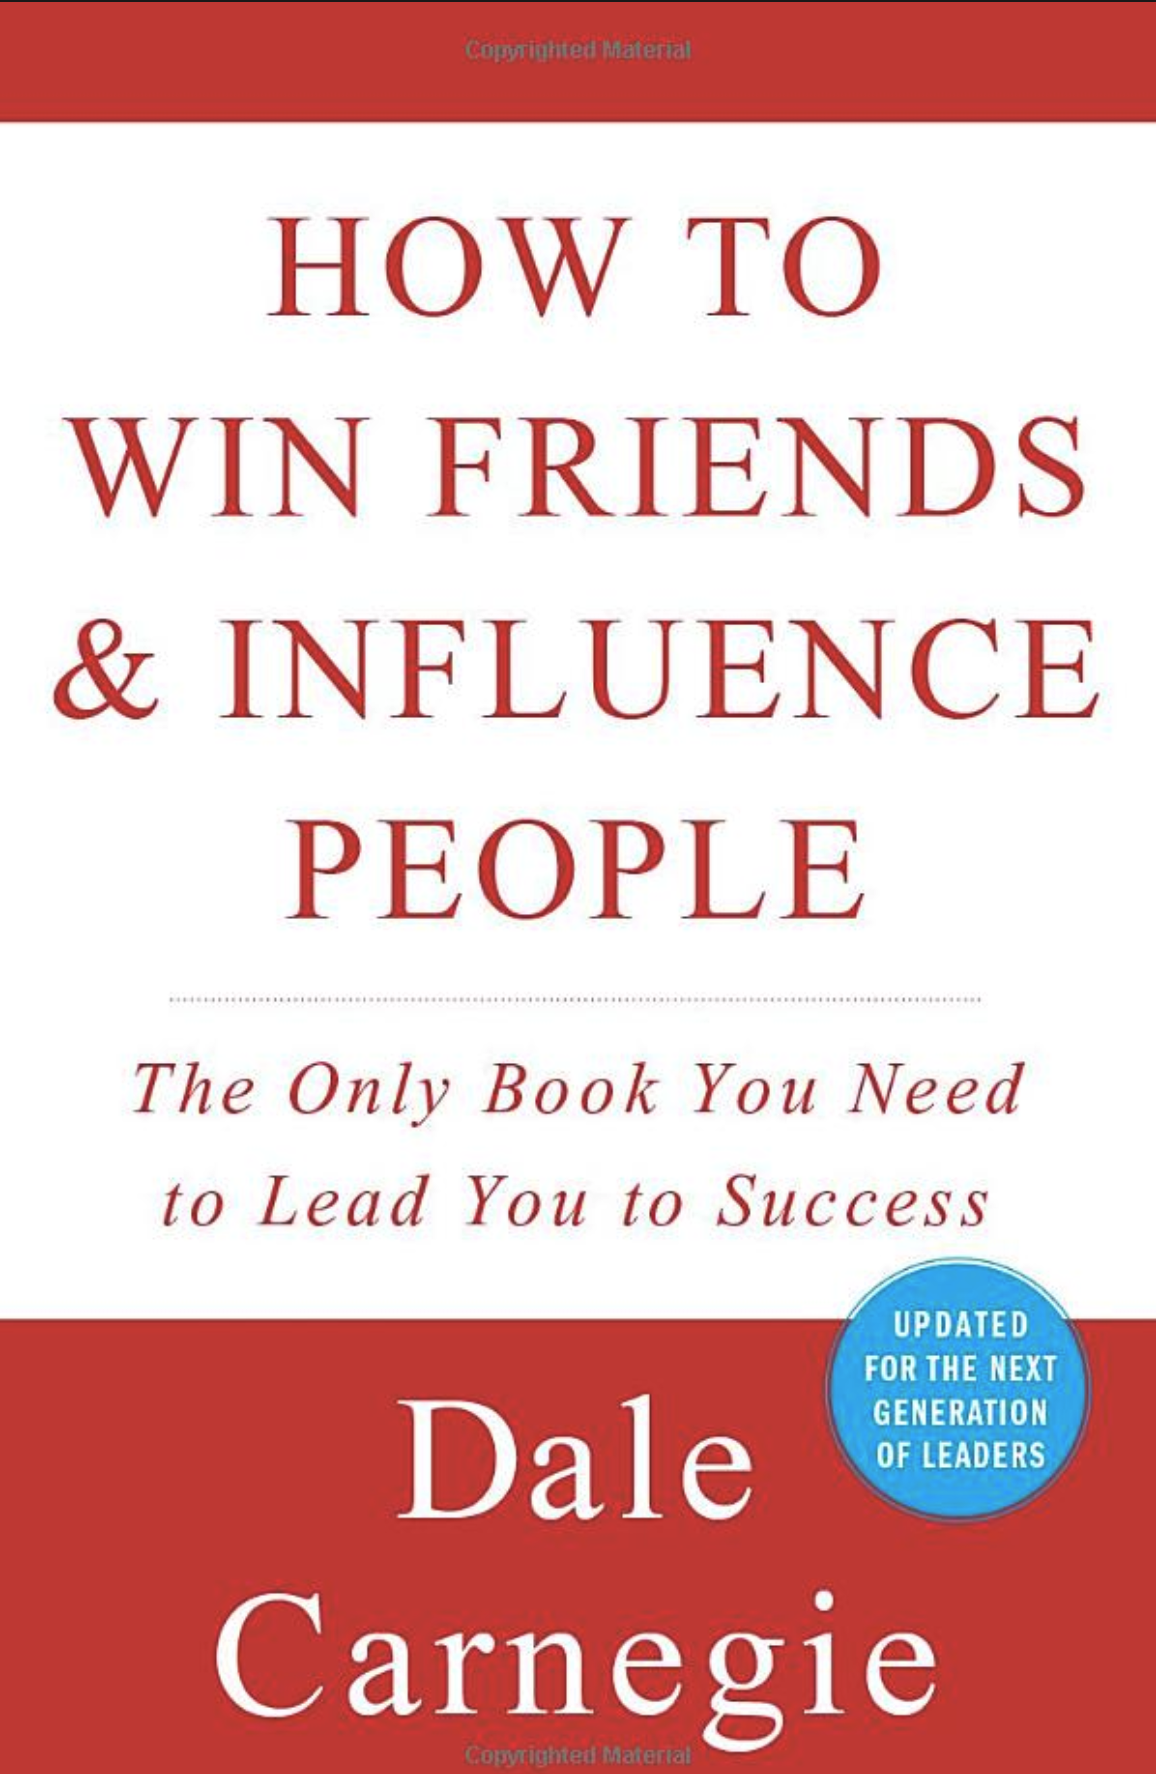 Copyrighted Material
HOW TO
WIN FRIENDS
& INFLUENCE
PEOPLE
The Only Book You Need
to Lead You to Success
UPDATED
FOR THE NEXT
GENERATION
OF LEADERS
Dale
Carnegie
Copyrighted Material